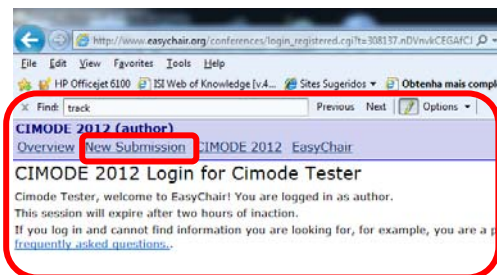 http://www.easychair.org/conferences/login_registered.cgi?t=308137.nDVnvkCEGAfCl
File Edit View Favorites Tools Help
HP Officejet 6100 ISI Web of Knowledge [v.4... Sites Sugeridos Obtenha mais compl
x Find: track Previous Next Options
CIMODE 2012 (author)
Overview New Submission CIMODE 2012 EasyChair
CIMODE 2012 Login for Cimode Tester
Cimode Tester, welcome to EasyChair! You are logged in as author.
This session will expire after two hours of inaction.
If you log in and cannot find information you are looking for, for example, you are a p
frequently asked questions..